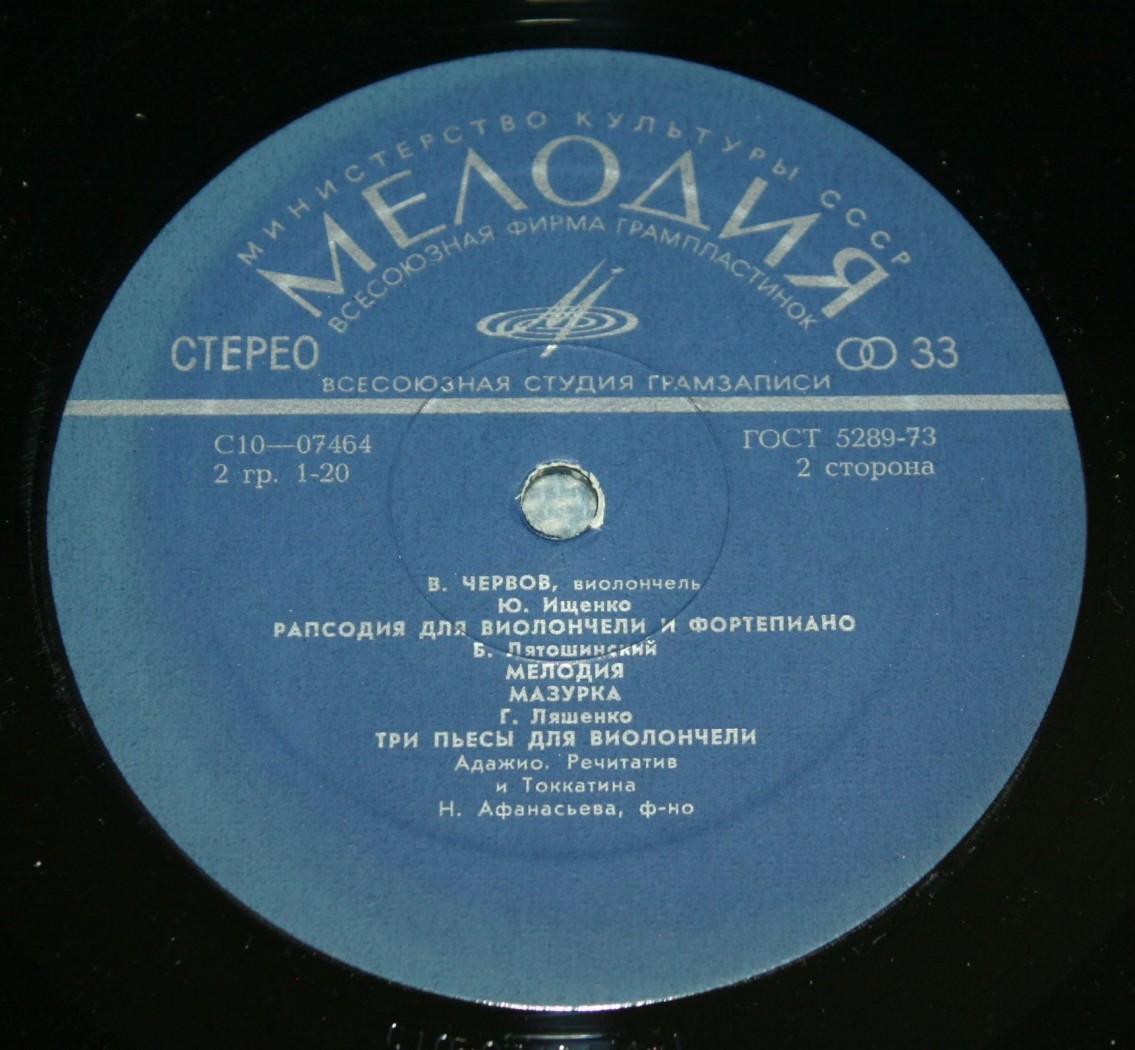 МИНИСТЕРСТВО КУЛЬТУРЫ СССР
МЕЛОДИЯ
ВСЕСОЮЗНАЯ ФИРМА ГРАМПЛАСТИНОК
СТЕРЕО
33
ВСЕСОЮЗНАЯ СТУДИЯ ГРАМЗАПИСИ
С10—07464
ГОСТ 5289-73
2 гр. 1-20
2 сторона
В. ЧЕРВОВ, виолончель
Ю. Ищенко
РАПСОДИЯ ДЛЯ ВИОЛОНЧЕЛИ И ФОРТЕПИАНО
Б. Лятошинский
МЕЛОДИЯ
МАЗУРКА
Г. Ляшенко
ТРИ ПЬЕСЫ ДЛЯ ВИОЛОНЧЕЛИ
Адажио. Речитатив
и Токкатина
Н. Афанасьева, ф-но